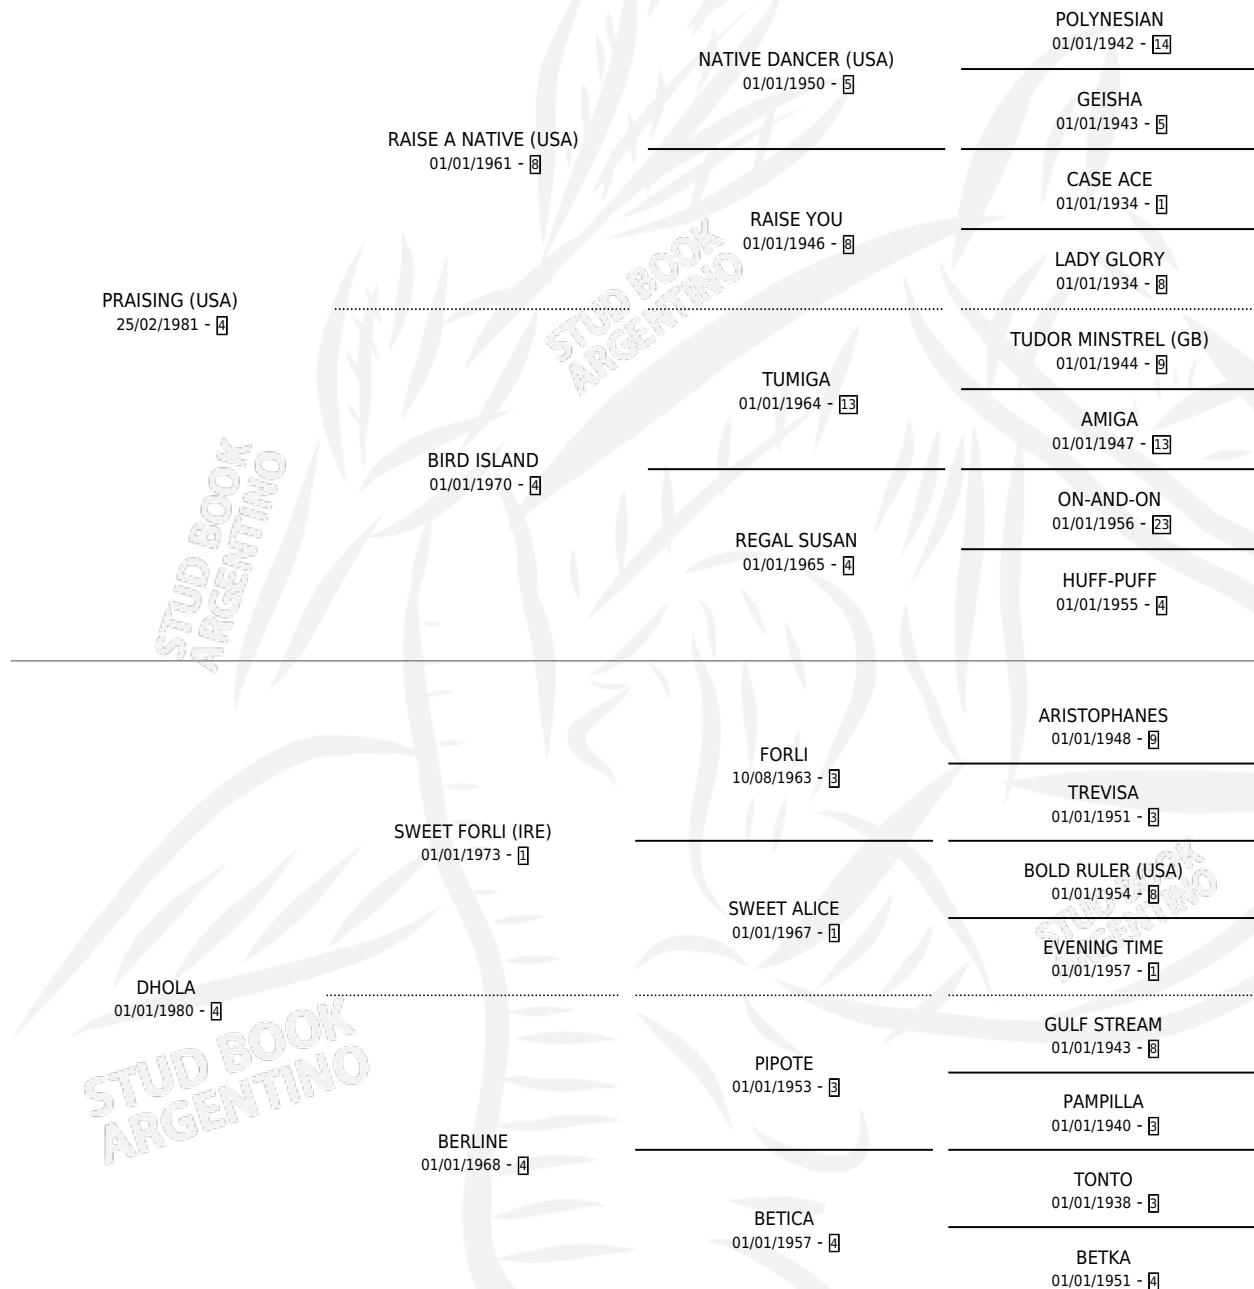 PRAISING (USA)
25/02/1981 - 4
RAISE A NATIVE (USA)
01/01/1961 - 8
BIRD ISLAND
01/01/1970 - 4
NATIVE DANCER (USA)
01/01/1950 - 5
RAISE YOU
01/01/1946 - 8
TUMIGA
01/01/1964 - 13
REGAL SUSAN
01/01/1965 - 4
POLYNESIAN
01/01/1942 - 14
GEISHA
01/01/1943 - 5
CASE ACE
01/01/1934 - 1
LADY GLORY
01/01/1934 - 8
TUDOR MINSTREL (GB)
01/01/1944 - 9
AMIGA
01/01/1947 - 13
ON-AND-ON
01/01/1956 - 23
HUFF-PUFF
01/01/1955 - 4
DHOLA
01/01/1980 - 4
SWEET FORLI (IRE)
01/01/1973 - 1
BERLINE
01/01/1968 - 4
FORLI
10/08/1963 - 3
SWEET ALICE
01/01/1967 - 1
PIPOTE
01/01/1953 - 3
BETICA
01/01/1957 - 4
ARISTOPHANES
01/01/1948 - 9
TREVISA
01/01/1951 - 3
BOLD RULER (USA)
01/01/1954 - 8
EVENING TIME
01/01/1957 - 1
GULF STREAM
01/01/1943 - 8
PAMPILLA
01/01/1940 - 3
TONTO
01/01/1938 - 3
BETKA
01/01/1951 - 4
STUD BOOK
ARGENTINO
STUD BOOK
ARGENTINO
STUD BOOK
ARGENTINO
STUD BOOK
ARGENTINO